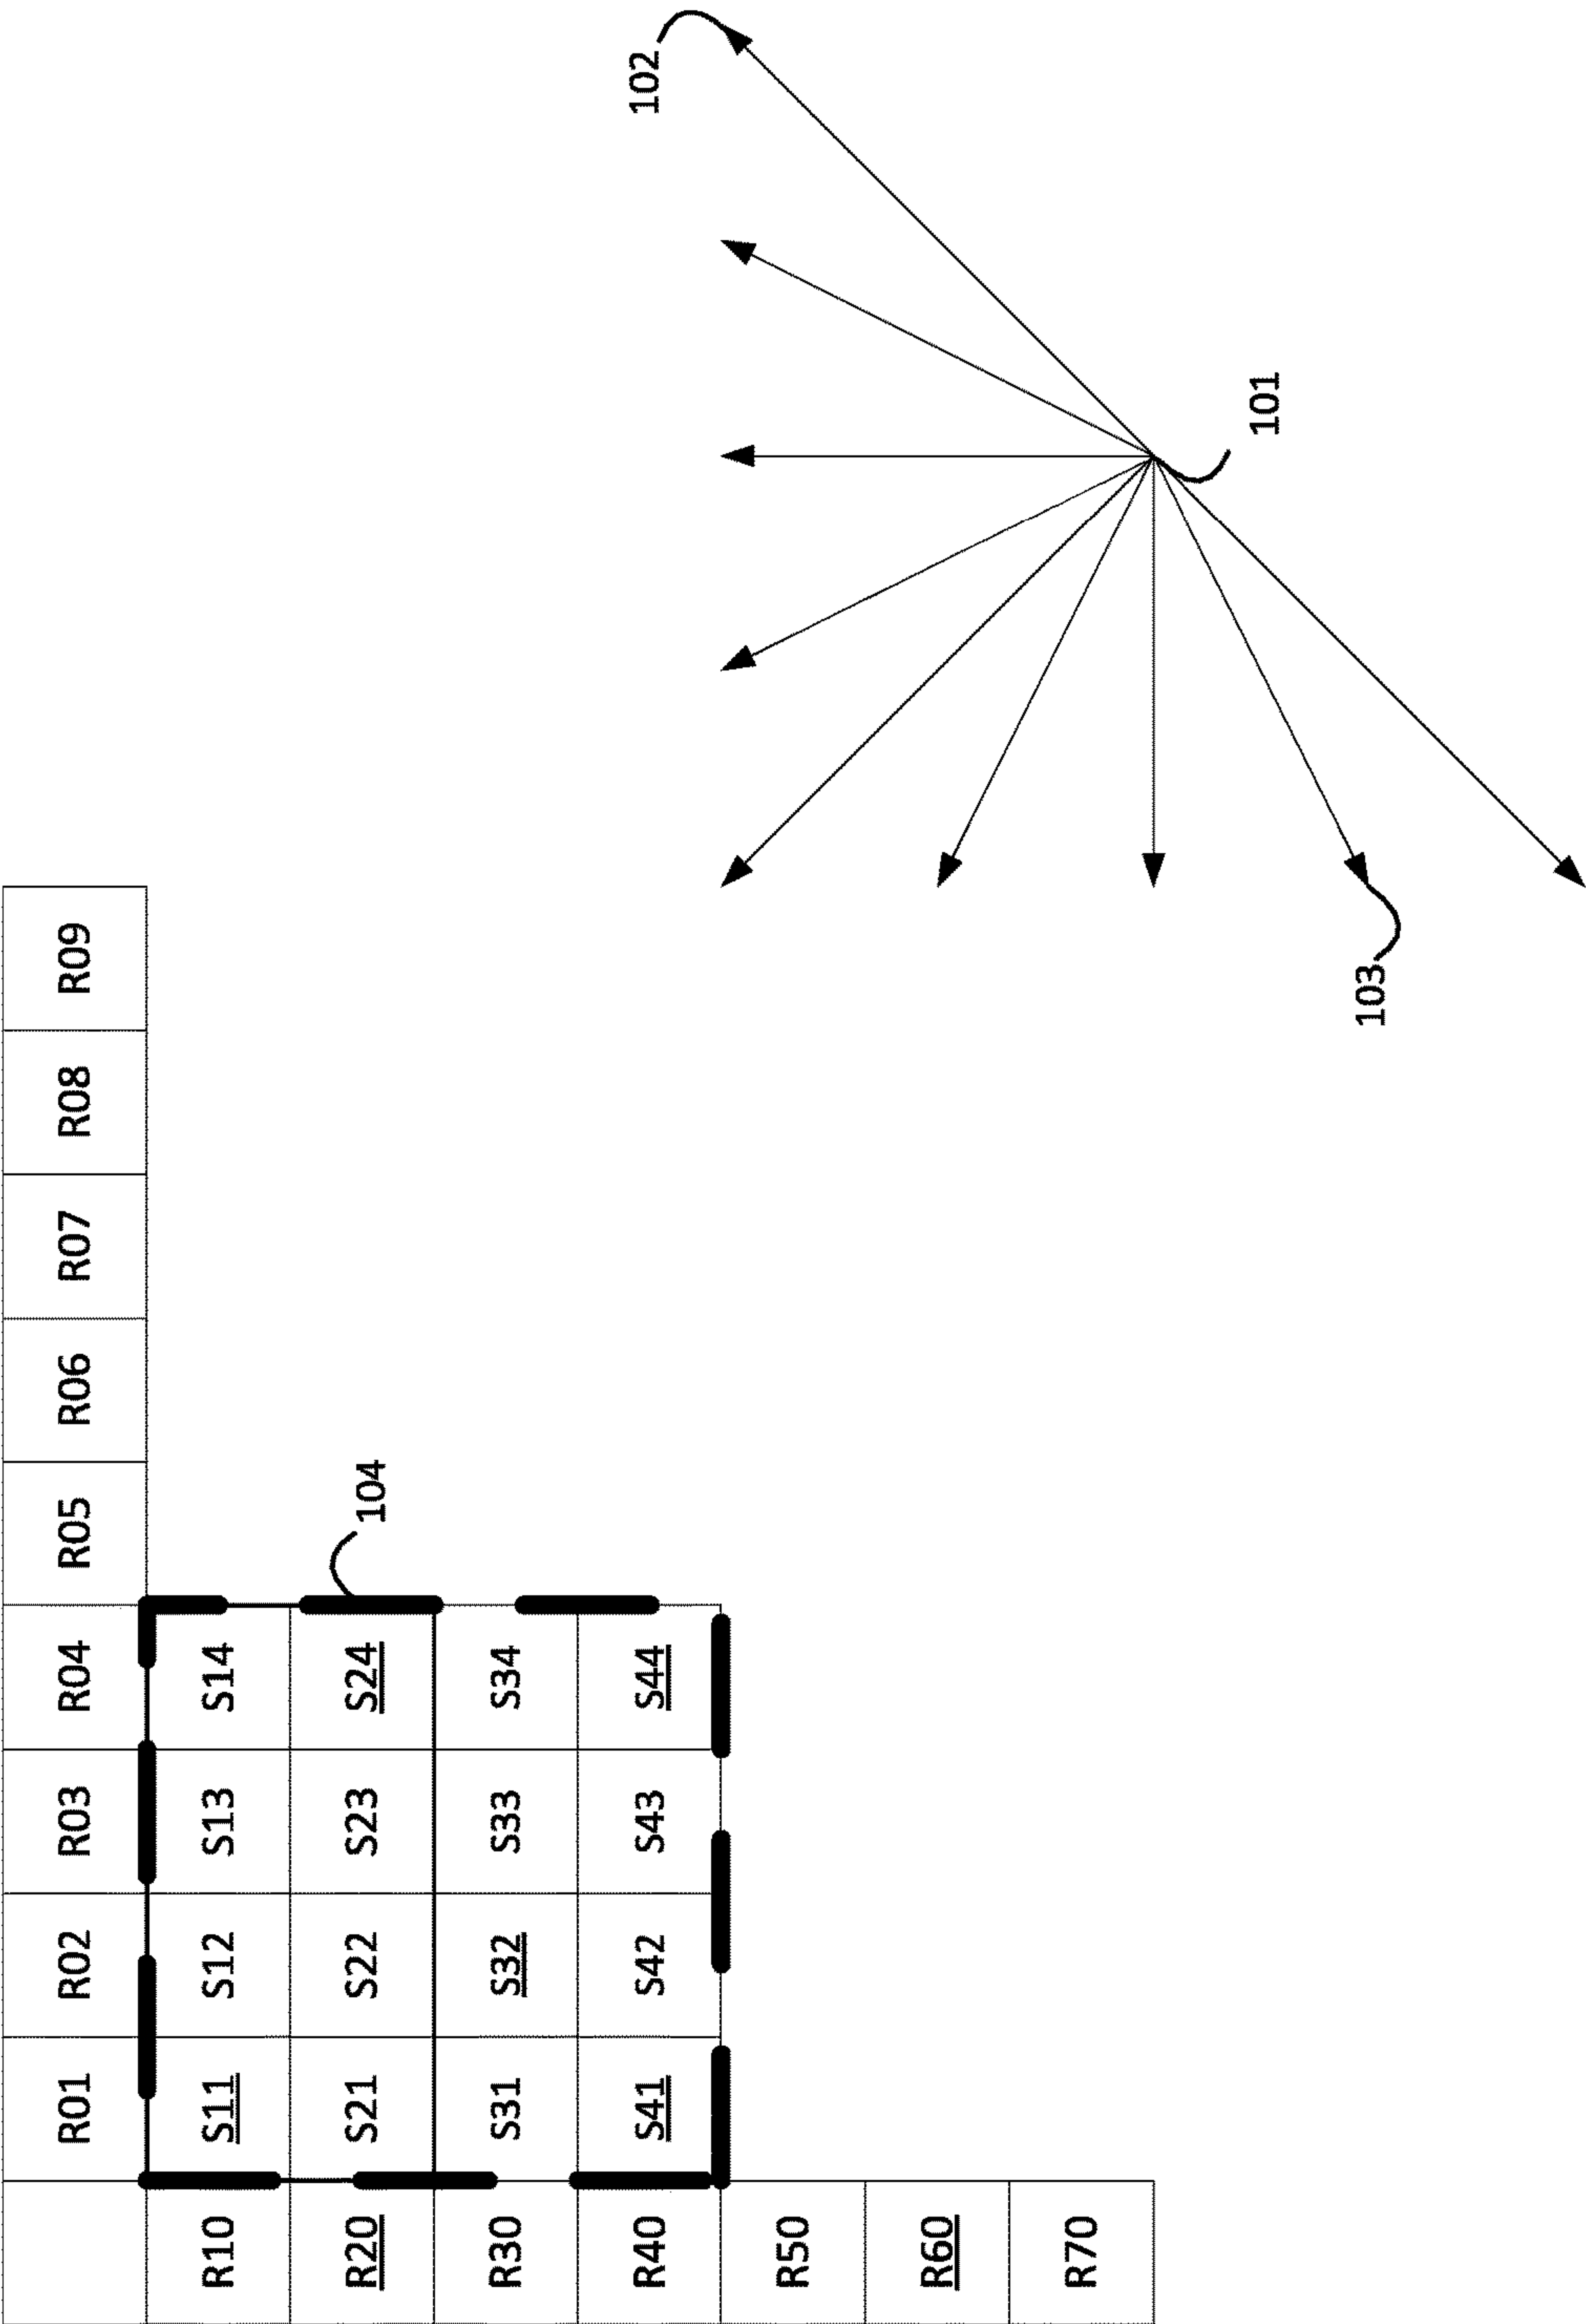 R01 R02 R03 R04 R05 R06 R07 R08 R09
R10 S11 S12 S13 S14
R20 S21 S22 S23 S24
104
R30 S31 S32 S33 S34
R40 S41 S42 S43 S44
R50
R60
R70
102
101
103